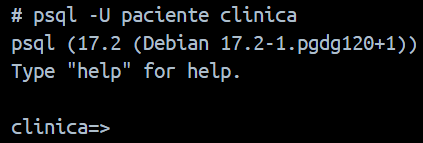 # psql -U paciente clinica
psql (17.2 (Debian 17.2-1.pgdg120+1))
Type "help" for help.
clinica=>